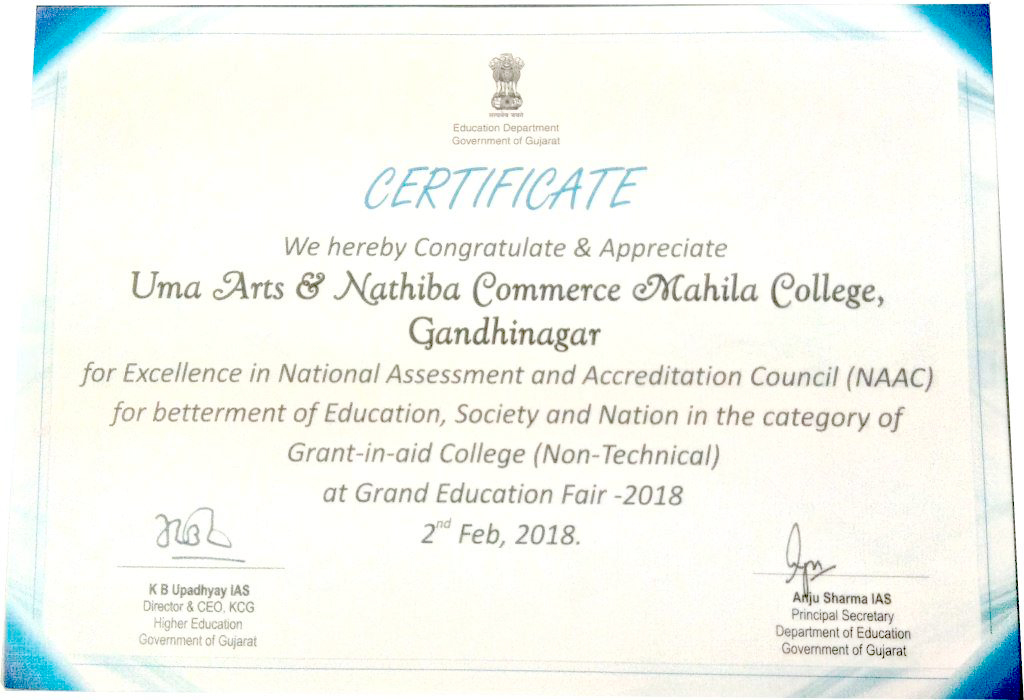 सत्यमेव जयते
Education Department
Government of Gujarat
CERTIFICATE
We hereby Congratulate & Appreciate
Uma Arts & Nathiba Commerce Mahila College,
Gandhinagar
for Excellence in National Assessment and Accreditation Council (NAAC)
for betterment of Education, Society and Nation in the category of
Grant-in-aid College (Non-Technical)
at Grand Education Fair -2018
2nd Feb, 2018.
K B Upadhyay IAS
Director & CEO, KCG
Higher Education
Government of Gujarat
Anju Sharma IAS
Principal Secretary
Department of Education
Government of Gujarat